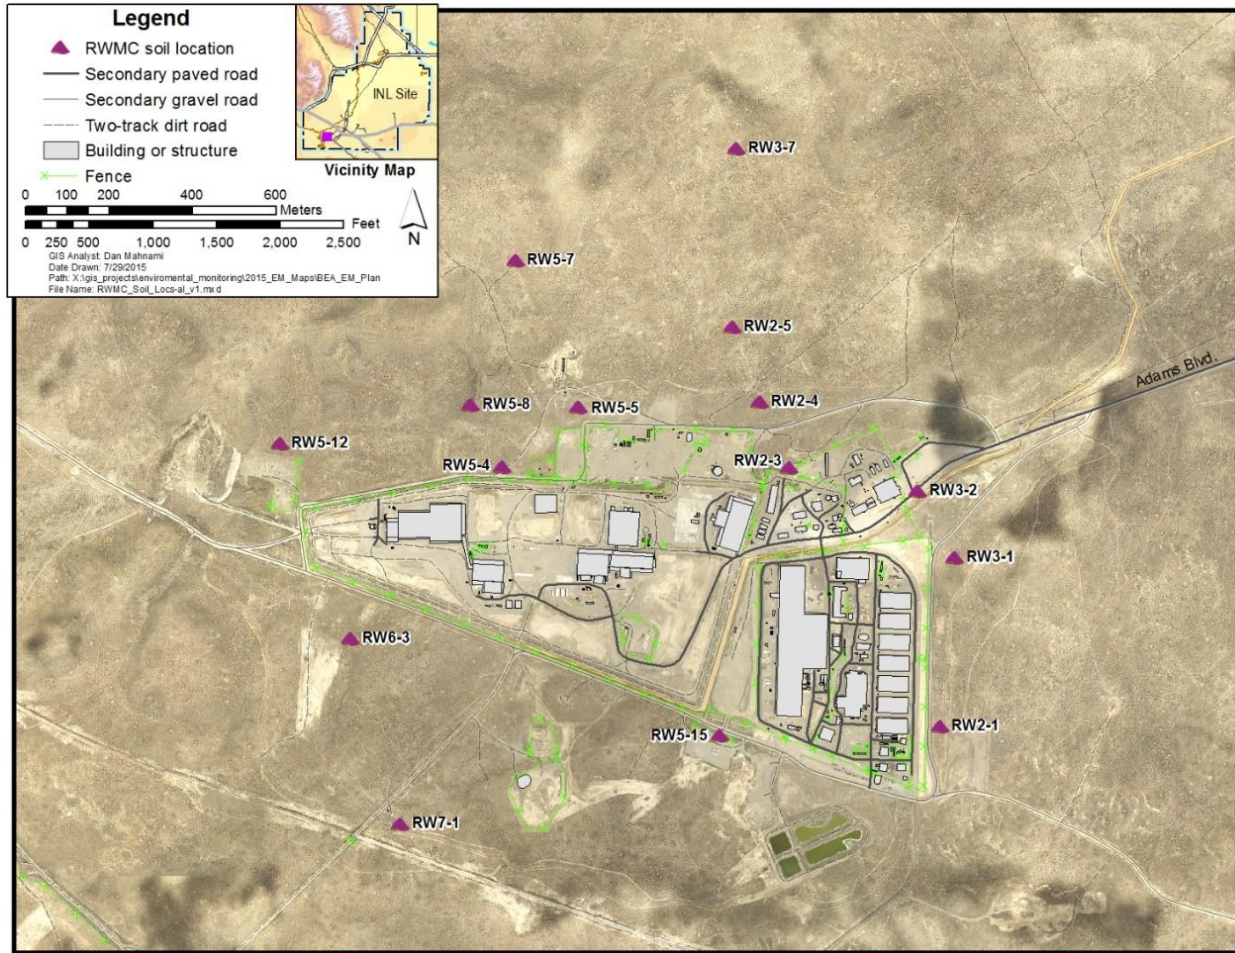 Legend
RWMC soil location
Secondary paved road
Secondary gravel road
Two-track dirt road
Building or structure
Fence
INL Site
Vicinity Map
0 100 200 400 600
Meters
Feet
0 250 500 1,000 1,500 2,000 2,500
N
GIS Analyst: Dan Mahnami
Date Drawn: 7/29/2015
Path: X:\gis_projects\enviromental_monitoring\2015_EM_Maps\BEA_EM_Plan
File Name: RWMC_Soil_Locs-al_v1.mxd
RW3-7
RW5-7
RW2-5
Adams Blvd.
RW5-8
RW5-5
RW2-4
RW5-12
RW5-4
RW2-3
RW3-2
RW3-1
RW6-3
RW2-1
RW5-15
RW7-1